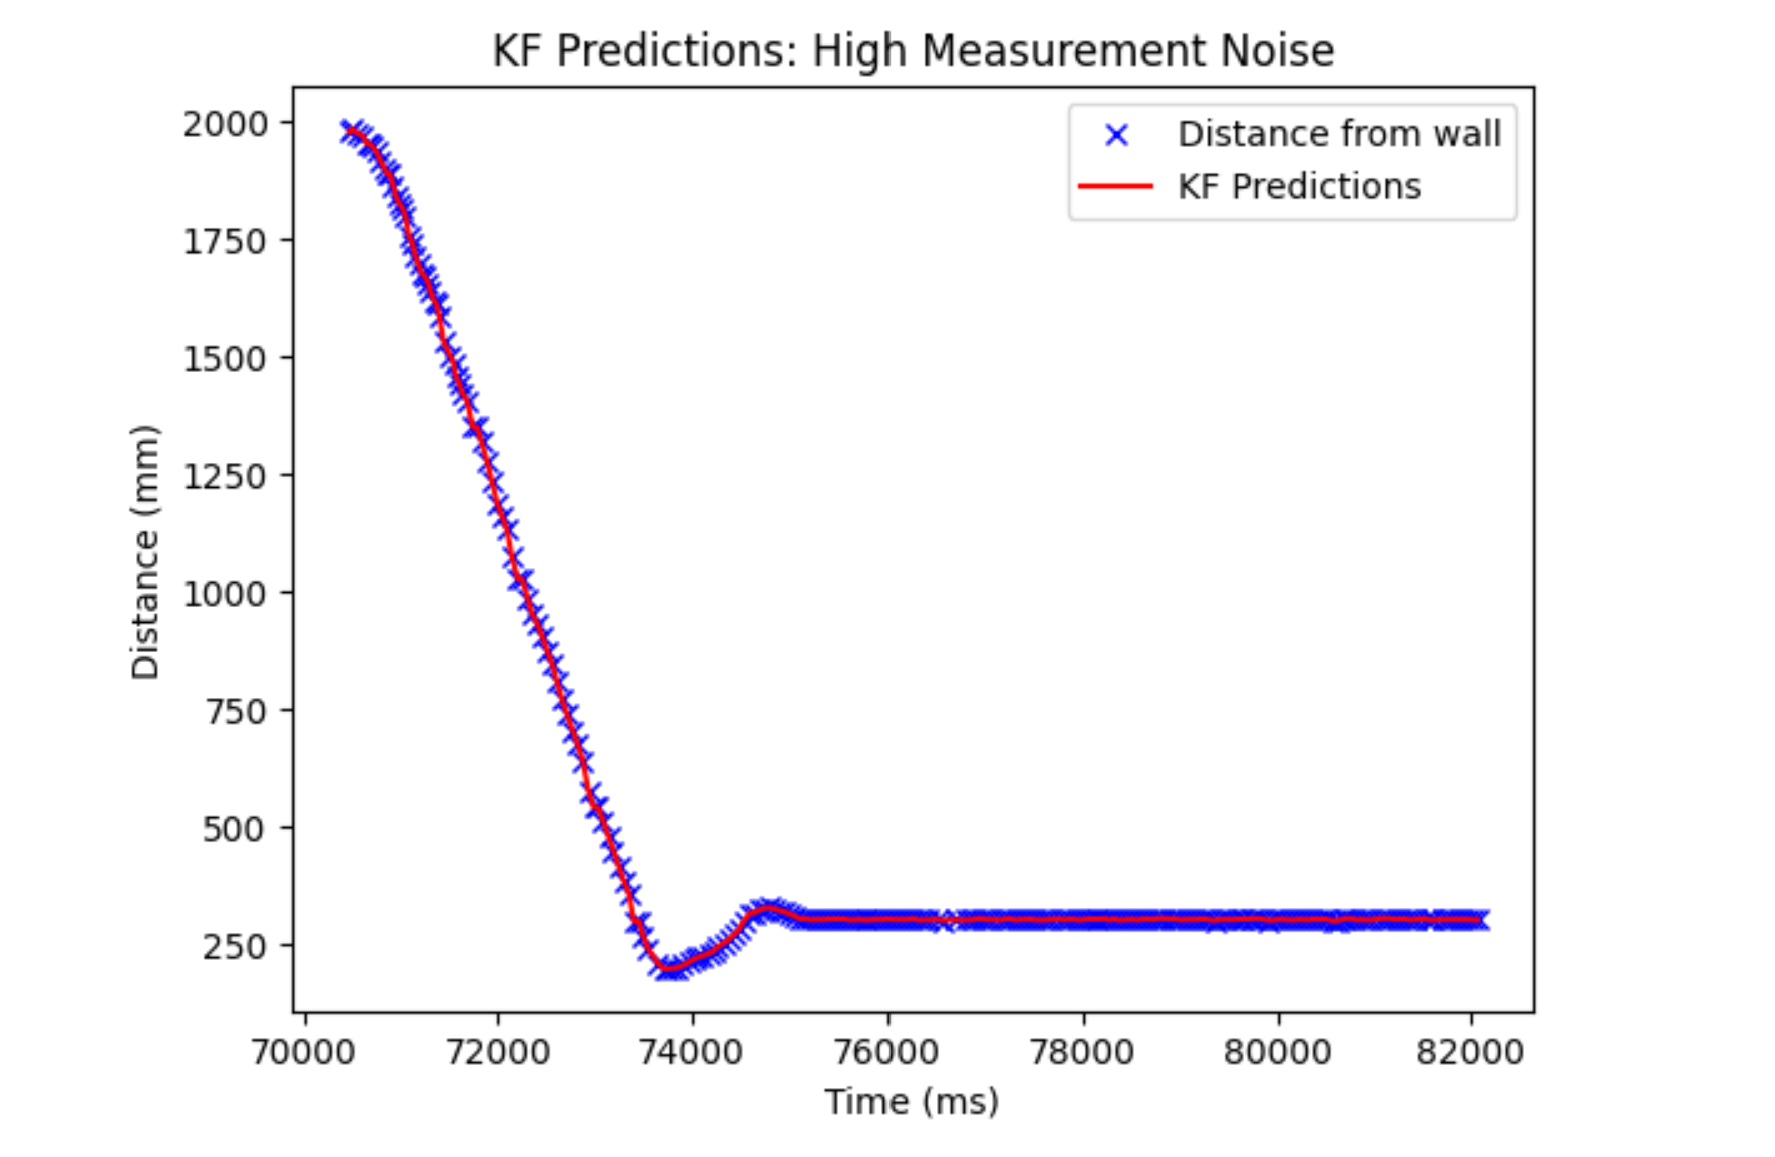 KF Predictions: High Measurement Noise
Distance from wall
KF Predictions
2000
1750
1500
1250
1000
750
500
250
Distance (mm)
70000 72000 74000 76000 78000 80000 82000
Time (ms)